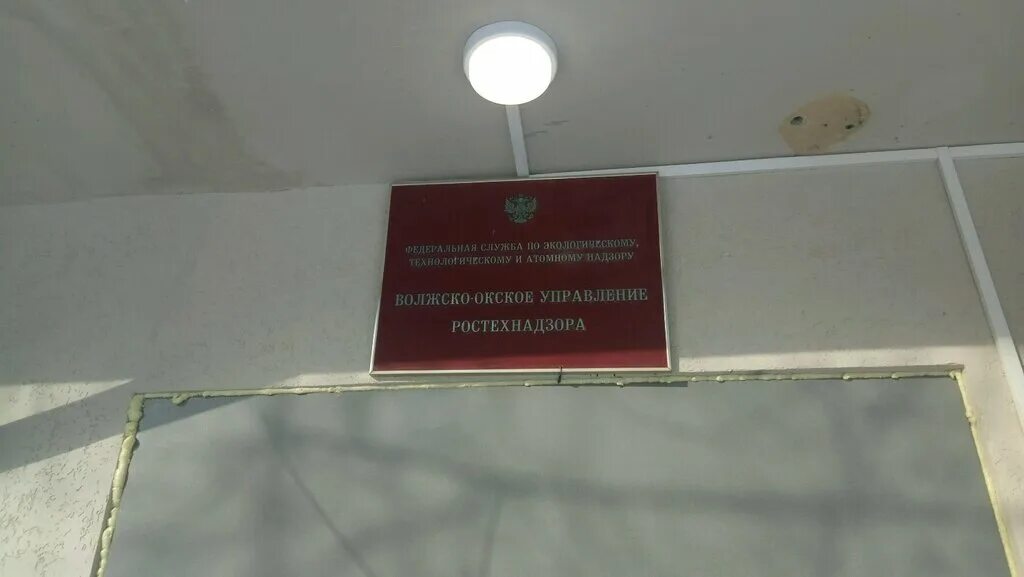 ФЕДЕРАЛЬНАЯ СЛУЖБА ПО ЭКОЛОГИЧЕСКОМУ,
ТЕХНОЛОГИЧЕСКОМУ И АТОМНОМУ НАДЗОРУ
ВОЛЖСКО-ОКСКОЕ УПРАВЛЕНИЕ
РОСТЕХНАДЗОРА